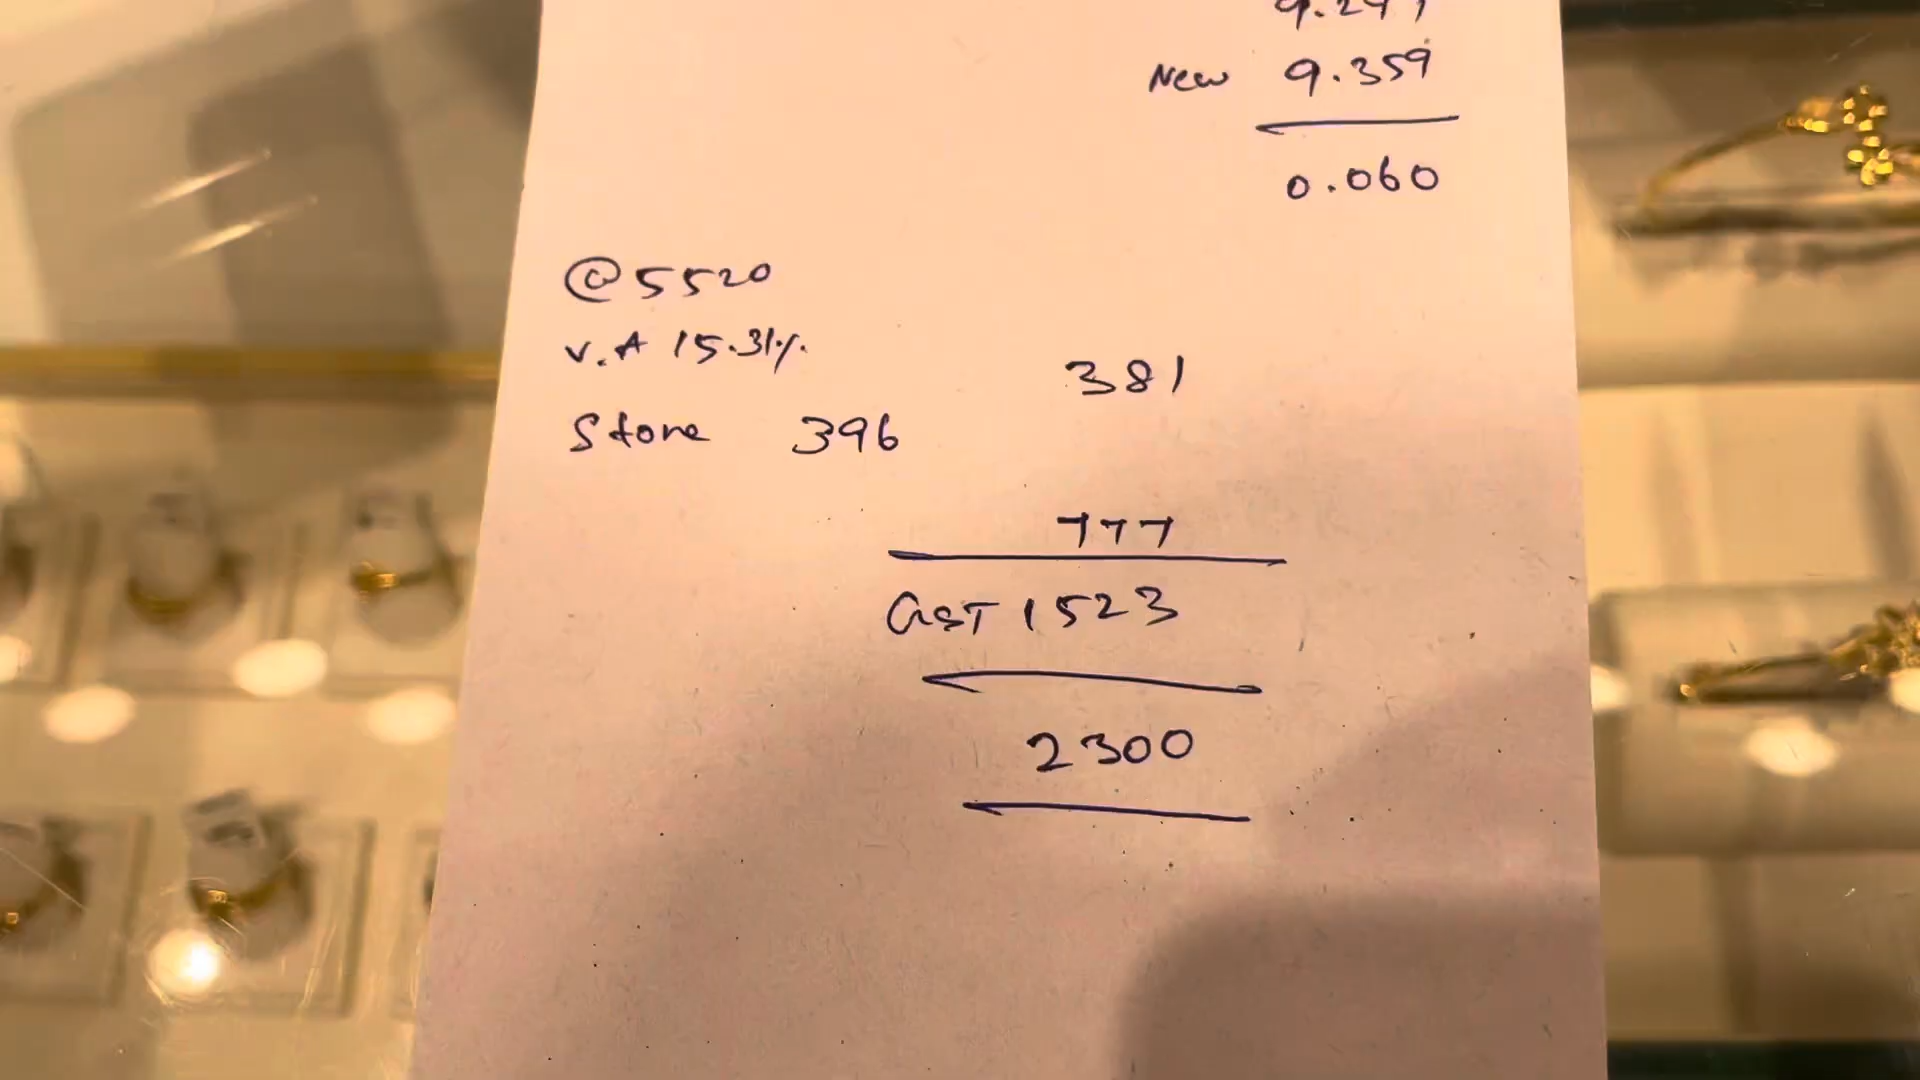 New 9.359
0.060
@5520
V.A 15.31%
381
Stone 396
777
GST 1523
2300